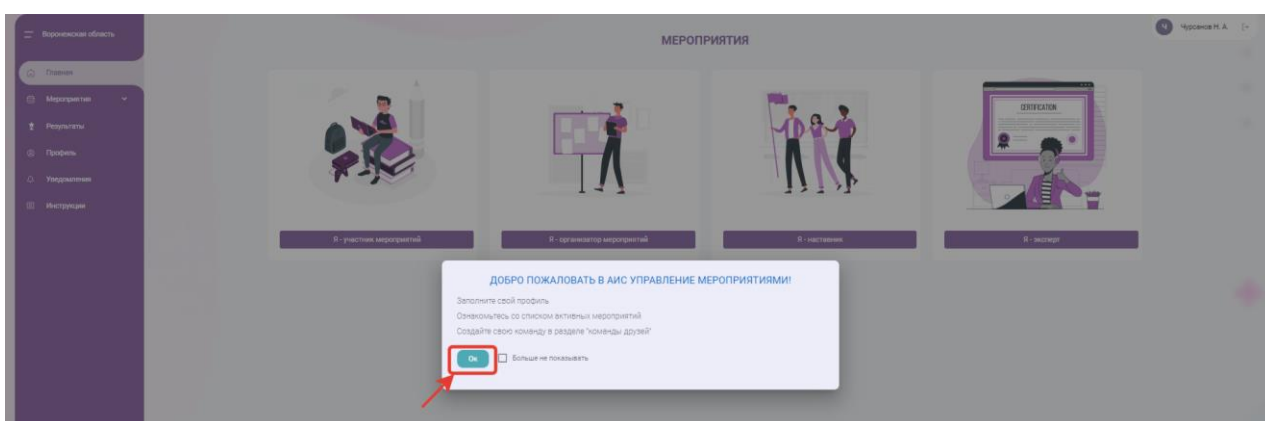 Воронежская область
МЕРОПРИЯТИЯ
Ч Чурсанов Н. А.
Главная
Мероприятия
Результаты
Профиль
Уведомления
Инструкции
CERTIFICATION
Я - участник мероприятий
Я - организатор мероприятий
Я - наставник
Я - эксперт
ДОБРО ПОЖАЛОВАТЬ В АИС УПРАВЛЕНИЕ МЕРОПРИЯТИЯМИ!
Заполните свой профиль
Ознакомьтесь со списком активных мероприятий
Создайте свою команду в разделе "команды друзей"
Ок
Больше не показывать